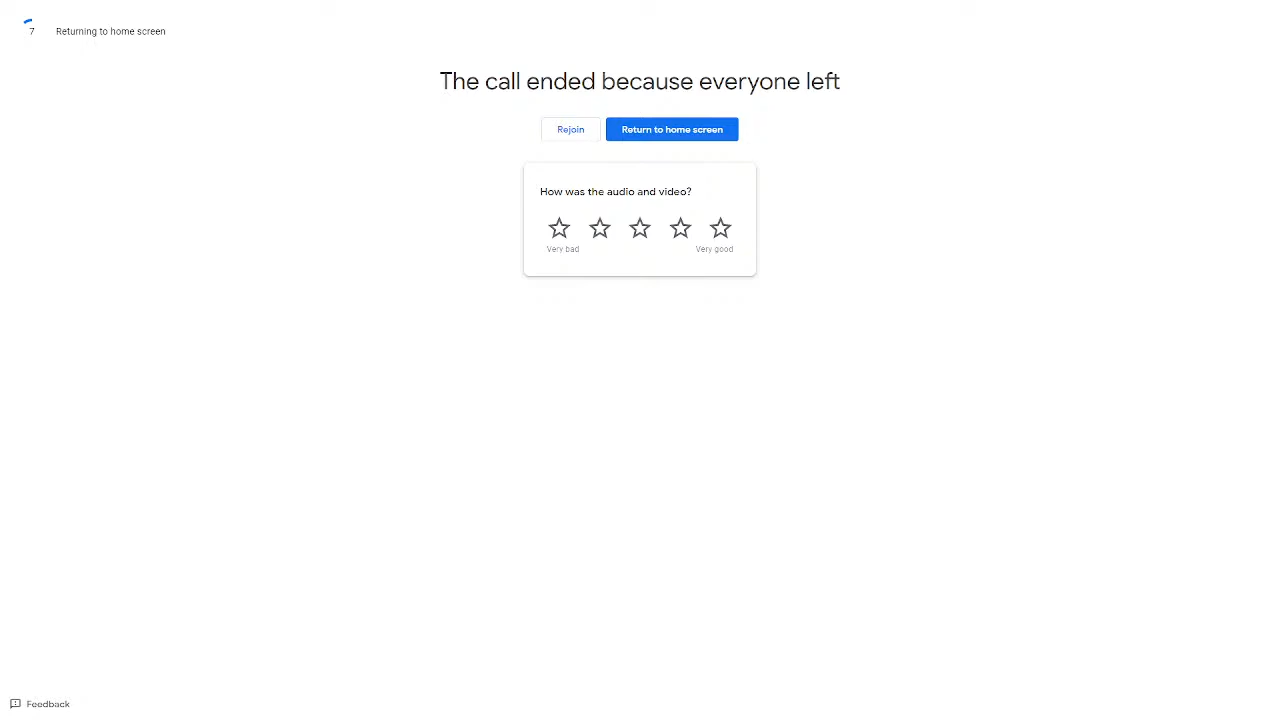 7 Returning to home screen
The call ended because everyone left
Rejoin Return to home screen
How was the audio and video?
Very bad Very good
Feedback